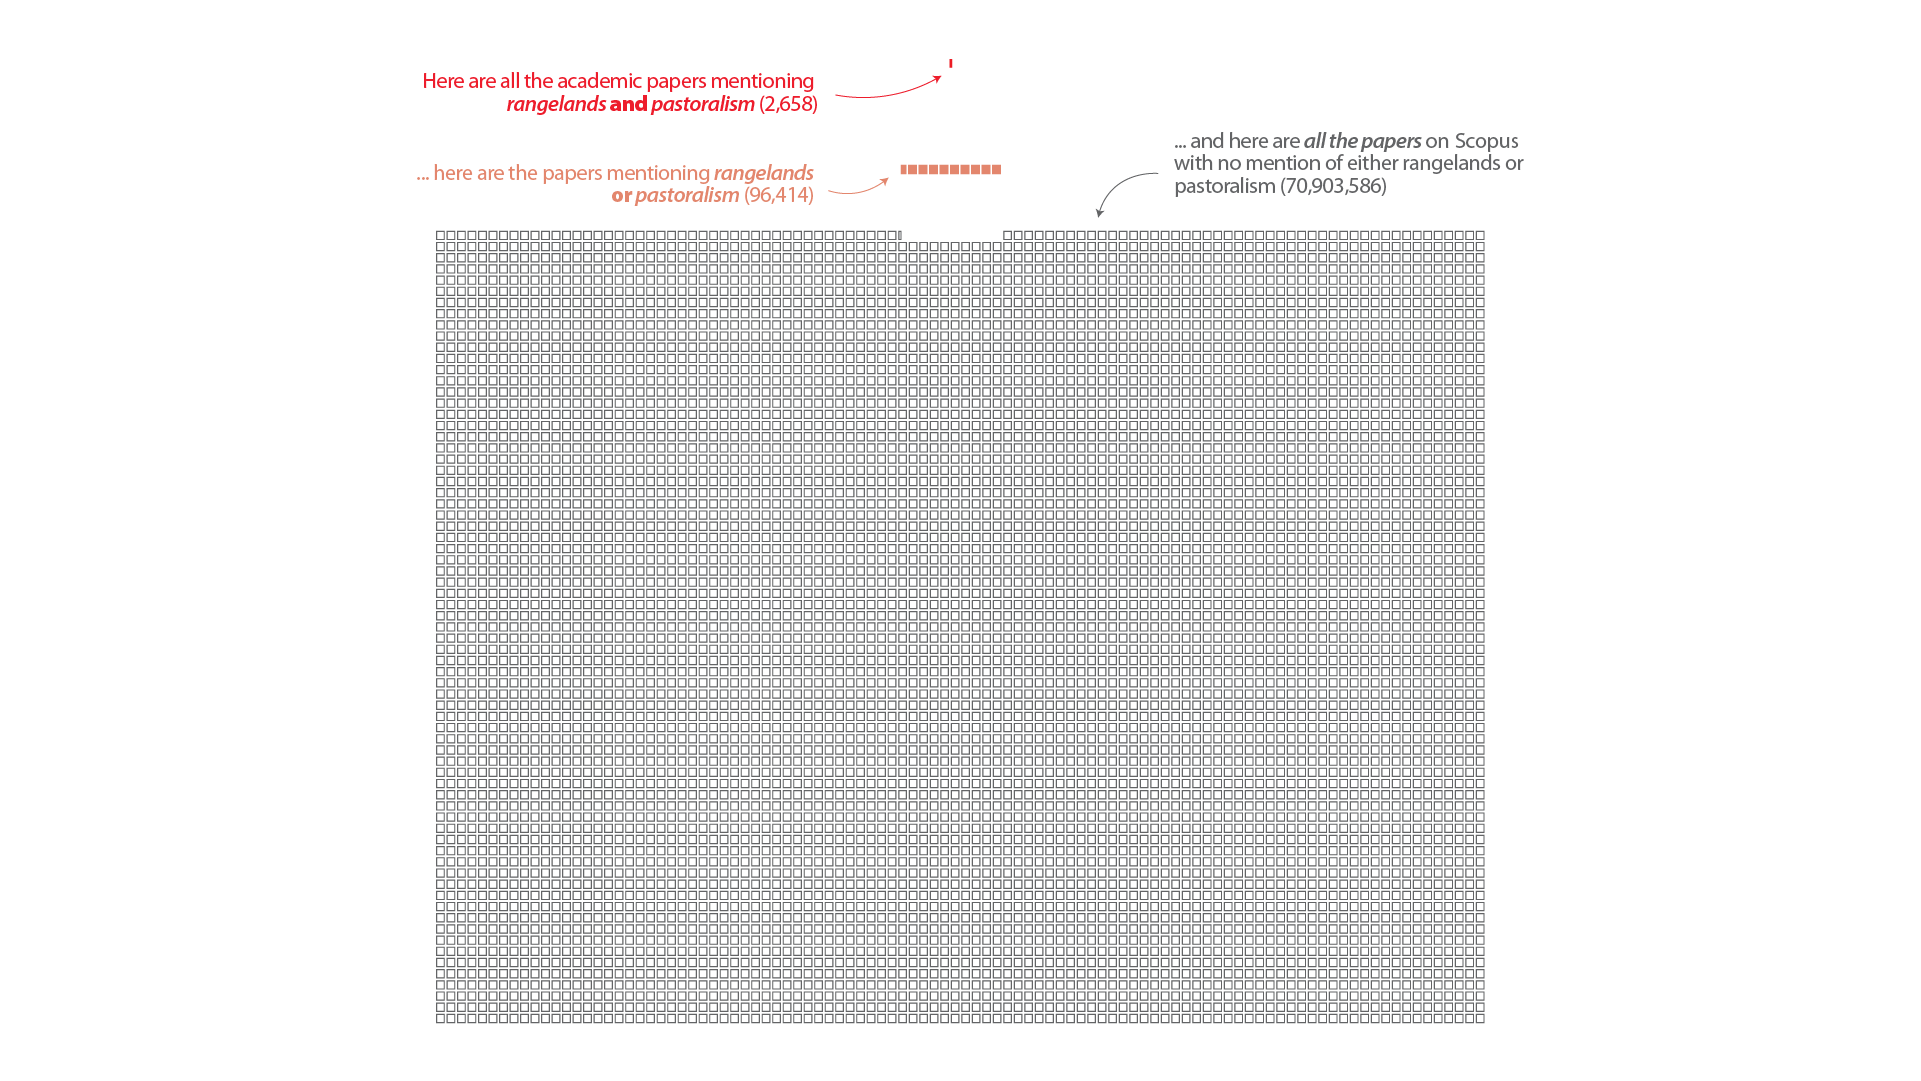 Here are all the academic papers mentioning
rangelands and pastoralism (2,658)
... here are the papers mentioning rangelands
or pastoralism (96,414)
... and here are all the papers on Scopus
with no mention of either rangelands or
pastoralism (70,903,586)